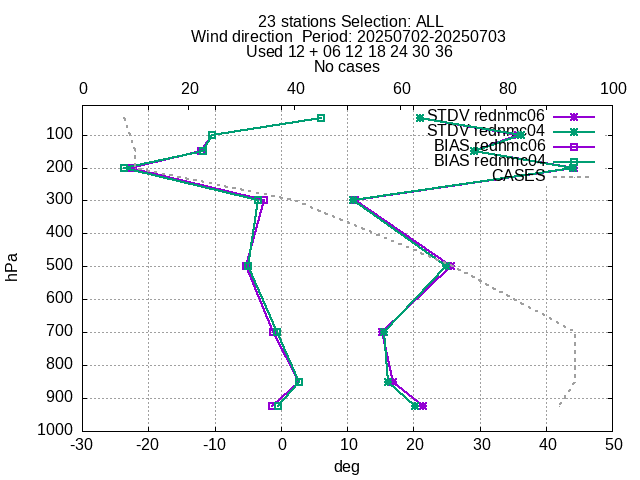 23 stations Selection: ALL
Wind direction  Period: 20250702-20250703
Used 12 + 06 12 18 24 30 36
No cases
0 20 40 60 80 100
STDV rednmc06
STDV rednmc04
BIAS rednmc06
BIAS rednmc04
CASES
100
200
300
400
500
600
700
800
900
1000
hPa
-30 -20 -10 0 10 20 30 40 50
deg